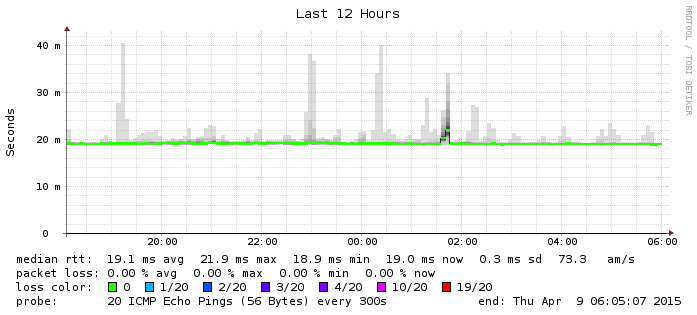 Last 12 Hours
RRDTOOL / TOBI OETIKER
Seconds
40 m
30 m
20 m
10 m
0
20:00 22:00 00:00 02:00 04:00 06:00
median rtt: 19.1 ms avg 21.9 ms max 18.9 ms min 19.0 ms now 0.3 ms sd 73.3 am/s
packet loss: 0.00 % avg 0.00 % max 0.00 % min 0.00 % now
loss color: 0 1/20 2/20 3/20 4/20 10/20 19/20
probe: 20 ICMP Echo Pings (56 Bytes) every 300s end: Thu Apr 9 06:05:07 2015